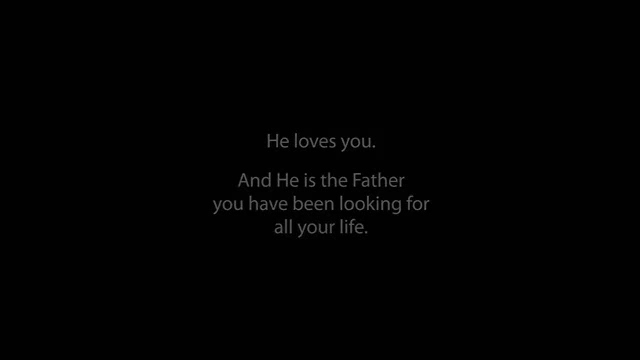 He loves you.
And He is the Father
you have been looking for
all your life.